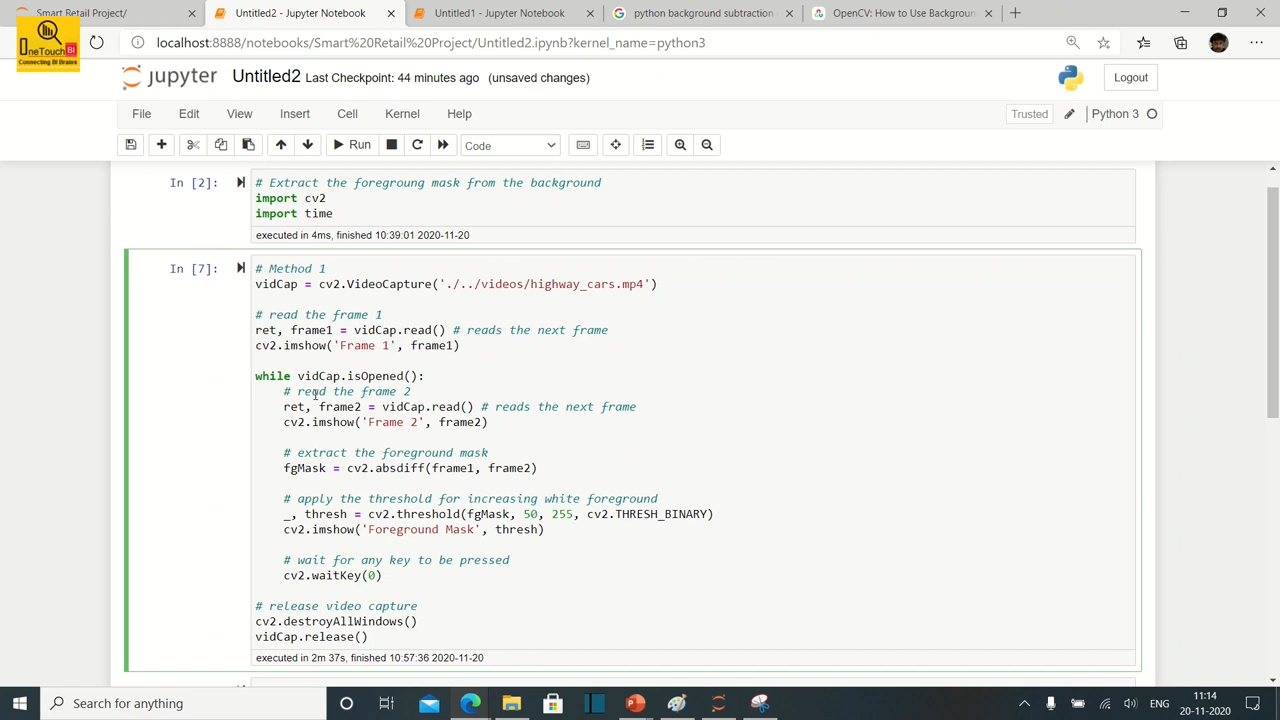 Smart Retail Project/
Untitled2 - Jupyter Notebook
Untitled - Jupyter Notebook
python background subtraction
OpenCV: How to Use Backgroun
neTouchBI
Connecting BI Brains
localhost:8888/notebooks/Smart%20Retail%20Project/Untitled2.ipynb?kernel_name=python3
jupyter Untitled2 Last Checkpoint: 44 minutes ago (unsaved changes)
Logout
File Edit View Insert Cell Kernel Help
Trusted Python 3
Run Code
In [2]: # Extract the foregroung mask from the background
import cv2
import time
executed in 4ms, finished 10:39:01 2020-11-20
In [7]: # Method 1
vidCap = cv2.VideoCapture('./../videos/highway_cars.mp4')
# read the frame 1
ret, frame1 = vidCap.read() # reads the next frame
cv2.imshow('Frame 1', frame1)
while vidCap.isOpened():
# read the frame 2
ret, frame2 = vidCap.read() # reads the next frame
cv2.imshow('Frame 2', frame2)
# extract the foreground mask
fgMask = cv2.absdiff(frame1, frame2)
# apply the threshold for increasing white foreground
_, thresh = cv2.threshold(fgMask, 50, 255, cv2.THRESH_BINARY)
cv2.imshow('Foreground Mask', thresh)
# wait for any key to be pressed
cv2.waitKey(0)
# release video capture
cv2.destroyAllWindows()
vidCap.release()
executed in 2m 37s, finished 10:57:36 2020-11-20
Search for anything
11:14
20-11-2020